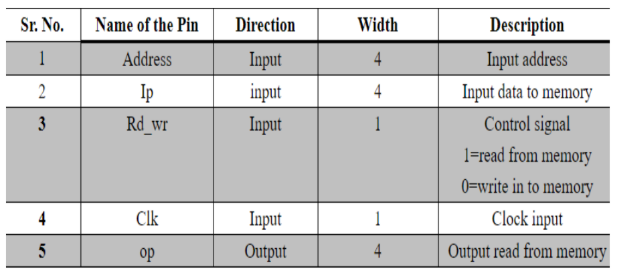 Sr. No. Name of the Pin Direction Width Description
1 Address Input 4 Input address
2 Ip input 4 Input data to memory
3 Rd_wr Input 1 Control signal
1=read from memory
0=write in to memory
4 Clk Input 1 Clock input
5 op Output 4 Output read from memory